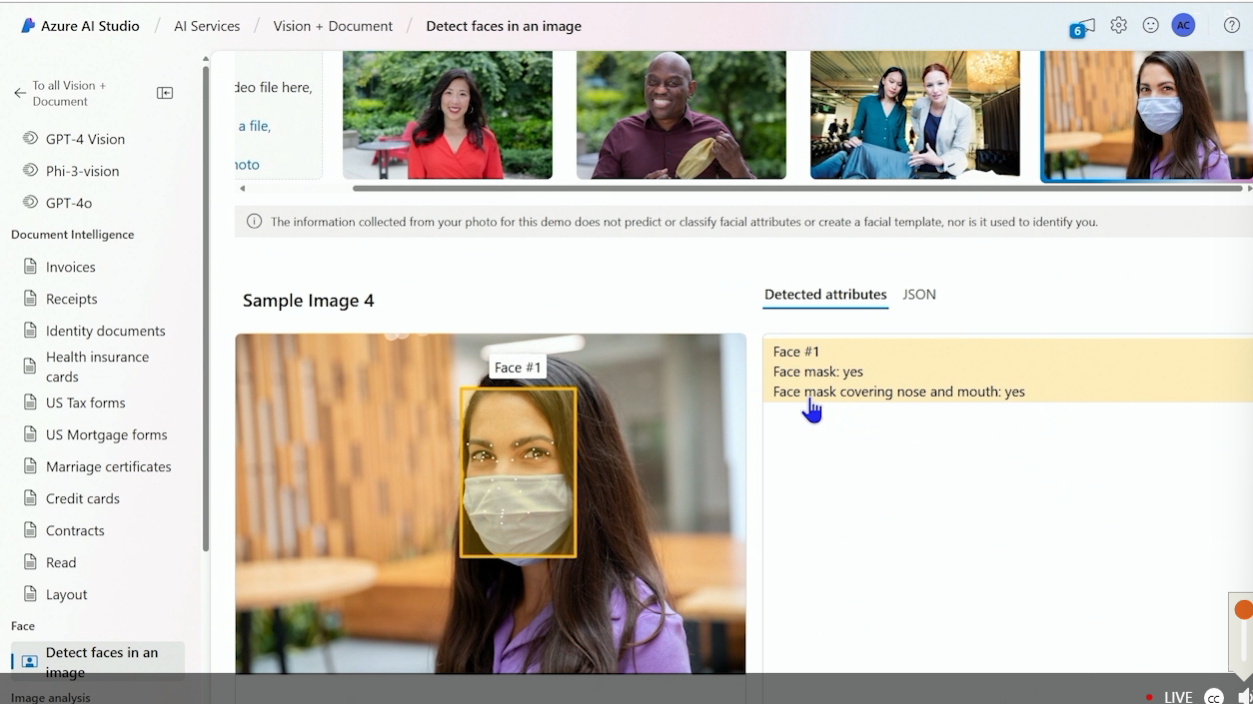 Azure AI Studio / AI Services / Vision + Document / Detect faces in an image
6
AC
To all Vision +
Document
GPT-4 Vision
Phi-3-vision
GPT-4o
Document Intelligence
Invoices
Receipts
Identity documents
Health insurance
cards
US Tax forms
US Mortgage forms
Marriage certificates
Credit cards
Contracts
Read
Layout
Face
Detect faces in an
image
Image analysis
deo file here,
a file,
hoto
The information collected from your photo for this demo does not predict or classify facial attributes or create a facial template, nor is it used to identify you.
Sample Image 4
Face #1
Detected attributes
JSON
Face #1
Face mask: yes
Face mask covering nose and mouth: yes
LIVE
CC